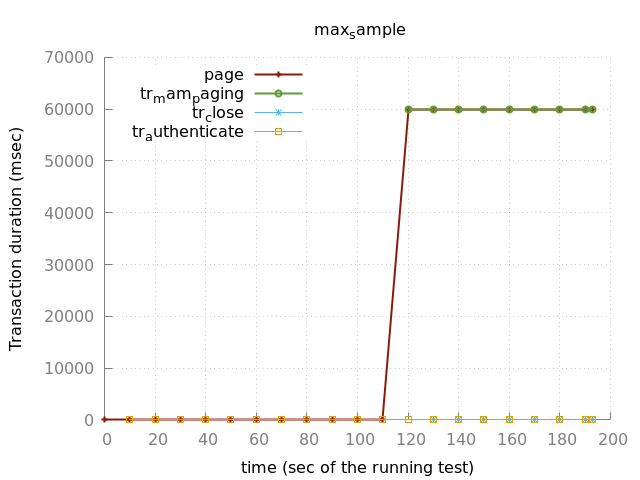 max_sample
70000
60000
50000
40000
30000
20000
10000
0
Transaction duration (msec)
page
tr_mam_paging
tr_close
tr_authenticate
0 20 40 60 80 100 120 140 160 180 200
time (sec of the running test)